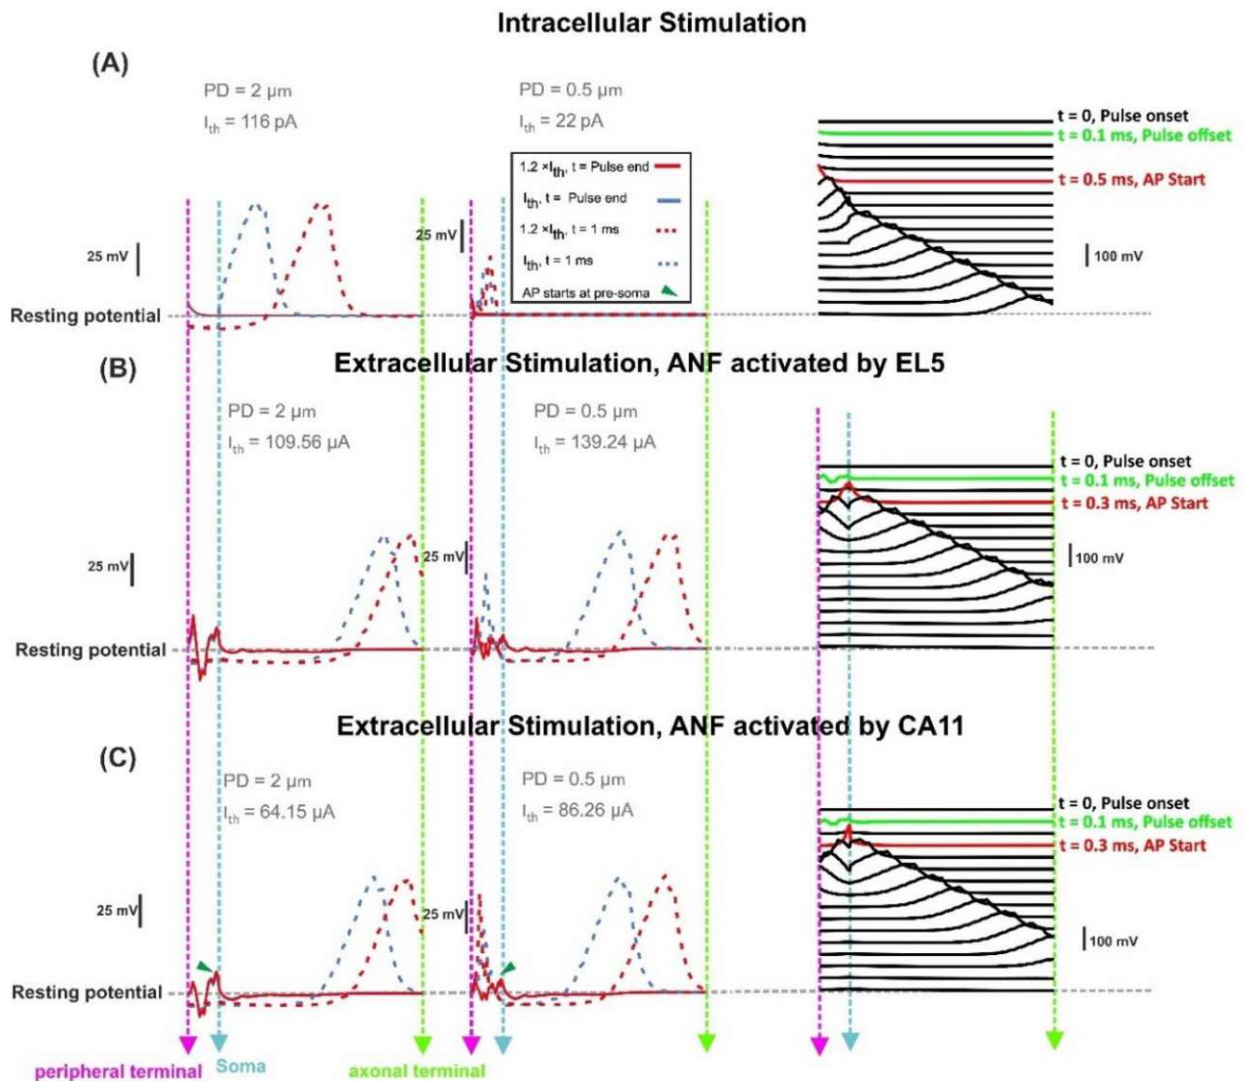 Intracellular Stimulation
(A)
PD = 2 μm
I_th = 116 pA
PD = 0.5 μm
I_th = 22 pA
t = 0, Pulse onset
t = 0.1 ms, Pulse offset
t = 0.5 ms, AP Start
1.2 ×I_th, t = Pulse end
I_th, t = Pulse end
1.2 ×I_th, t = 1 ms
I_th, t = 1 ms
AP starts at pre-soma
25 mV
25 mV
100 mV
Resting potential
(B)
Extracellular Stimulation, ANF activated by EL5
PD = 2 μm
I_th = 109.56 μA
PD = 0.5 μm
I_th = 139.24 μA
t = 0, Pulse onset
t = 0.1 ms, Pulse offset
t = 0.3 ms, AP Start
25 mV
25 mV
100 mV
Resting potential
Extracellular Stimulation, ANF activated by CA11
(C)
PD = 2 μm
I_th = 64.15 μA
PD = 0.5 μm
I_th = 86.26 μA
t = 0, Pulse onset
t = 0.1 ms, Pulse offset
t = 0.3 ms, AP Start
25 mV
25 mV
100 mV
Resting potential
peripheral terminal
Soma
axonal terminal